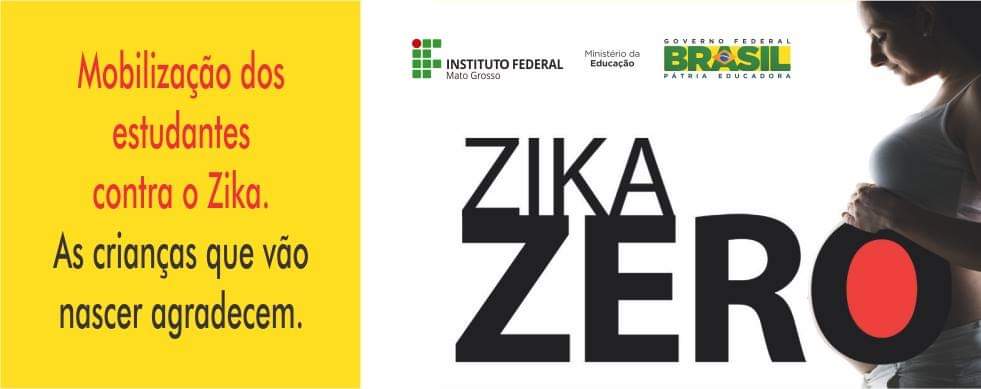 Mobilização dos
estudantes
contra o Zika.
As crianças que vão
nascer agradecem.
INSTITUTO FEDERAL
Mato Grosso
Ministério da
Educação
GOVERNO FEDERAL
BRASIL
PÁTRIA EDUCADORA
ZIKA
ZERO